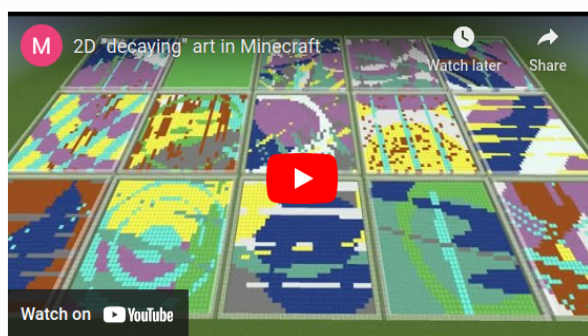 M
2D "decaying" art in Minecraft
Watch later
Share
Watch on YouTube